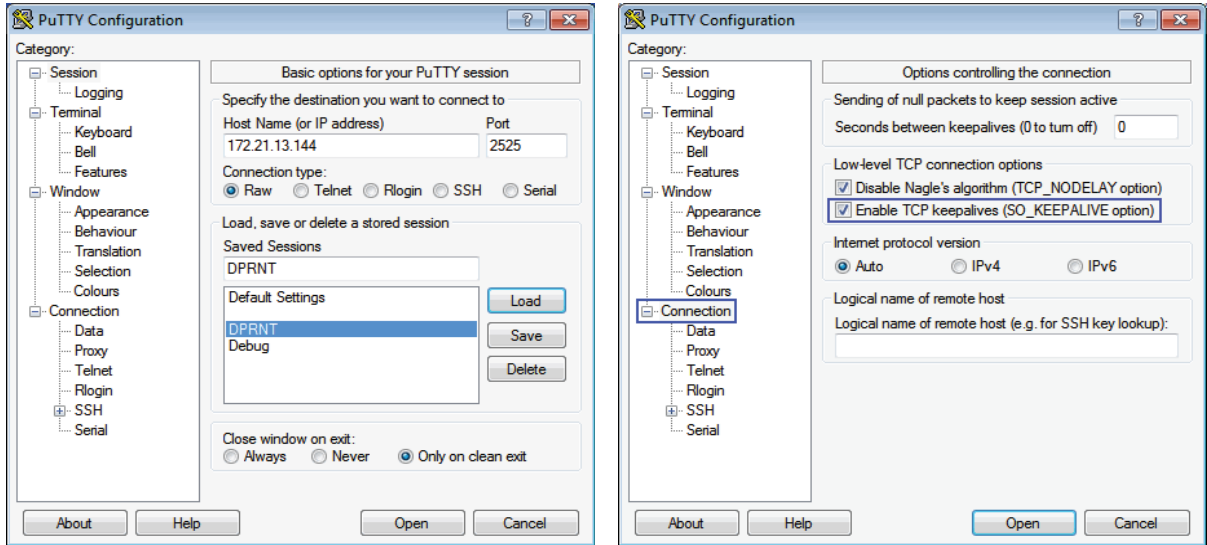 PuTTY Configuration
Category:
Session
Logging
Terminal
Keyboard
Bell
Features
Window
Appearance
Behaviour
Translation
Selection
Colours
Connection
Data
Proxy
Telnet
Rlogin
SSH
Serial
Basic options for your PuTTY session
Specify the destination you want to connect to
Host Name (or IP address) Port
172.21.13.144 2525
Connection type:
Raw Telnet Rlogin SSH Serial
Load, save or delete a stored session
Saved Sessions
DPRNT
Default Settings
DPRNT
Debug
Load
Save
Delete
Close window on exit:
Always Never Only on clean exit
About Help Open Cancel
PuTTY Configuration
Category:
Session
Logging
Terminal
Keyboard
Bell
Features
Window
Appearance
Behaviour
Translation
Selection
Colours
Connection
Data
Proxy
Telnet
Rlogin
SSH
Serial
Options controlling the connection
Sending of null packets to keep session active
Seconds between keepalives (0 to turn off) 0
Low-level TCP connection options
Disable Nagle's algorithm (TCP_NODELAY option)
Enable TCP keepalives (SO_KEEPALIVE option)
Internet protocol version
Auto IPv4 IPv6
Logical name of remote host
Logical name of remote host (e.g. for SSH key lookup):
About Help Open Cancel